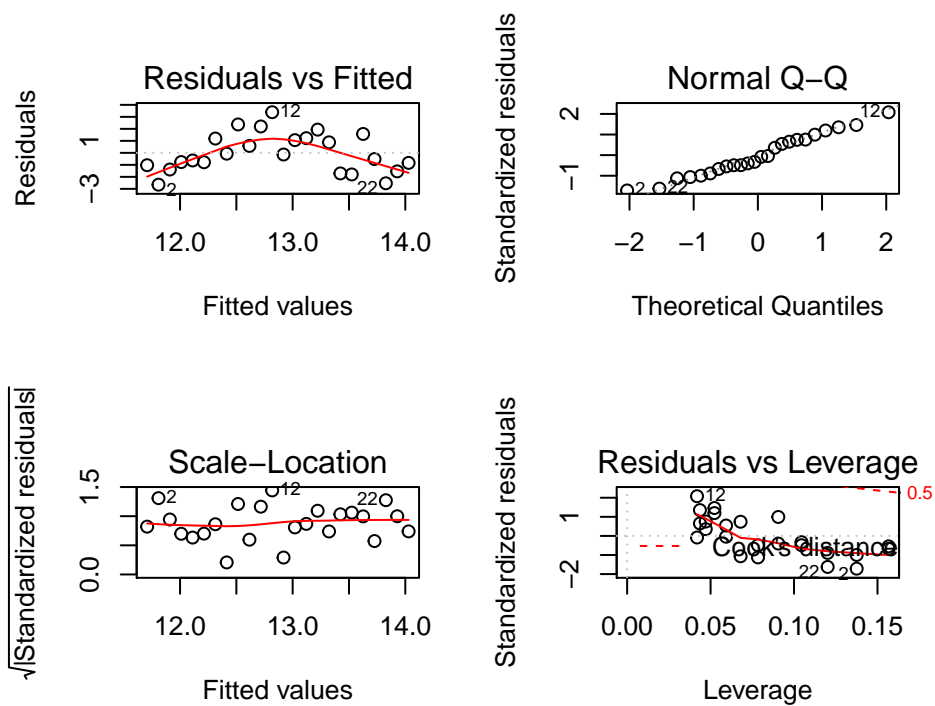 Residuals vs Fitted
Residuals
1
−3
12
2
22
12.0
13.0
14.0
Fitted values
Normal Q−Q
Standardized residuals
2
−1
12
2
22
−2
−1
0
1
2
Theoretical Quantiles
Scale−Location
√|Standardized residuals|
1.5
0.0
2
12
22
12.0
13.0
14.0
Fitted values
Residuals vs Leverage
Standardized residuals
1
−2
12
0.5
Cook's distance
22
2
0.00
0.05
0.10
0.15
Leverage